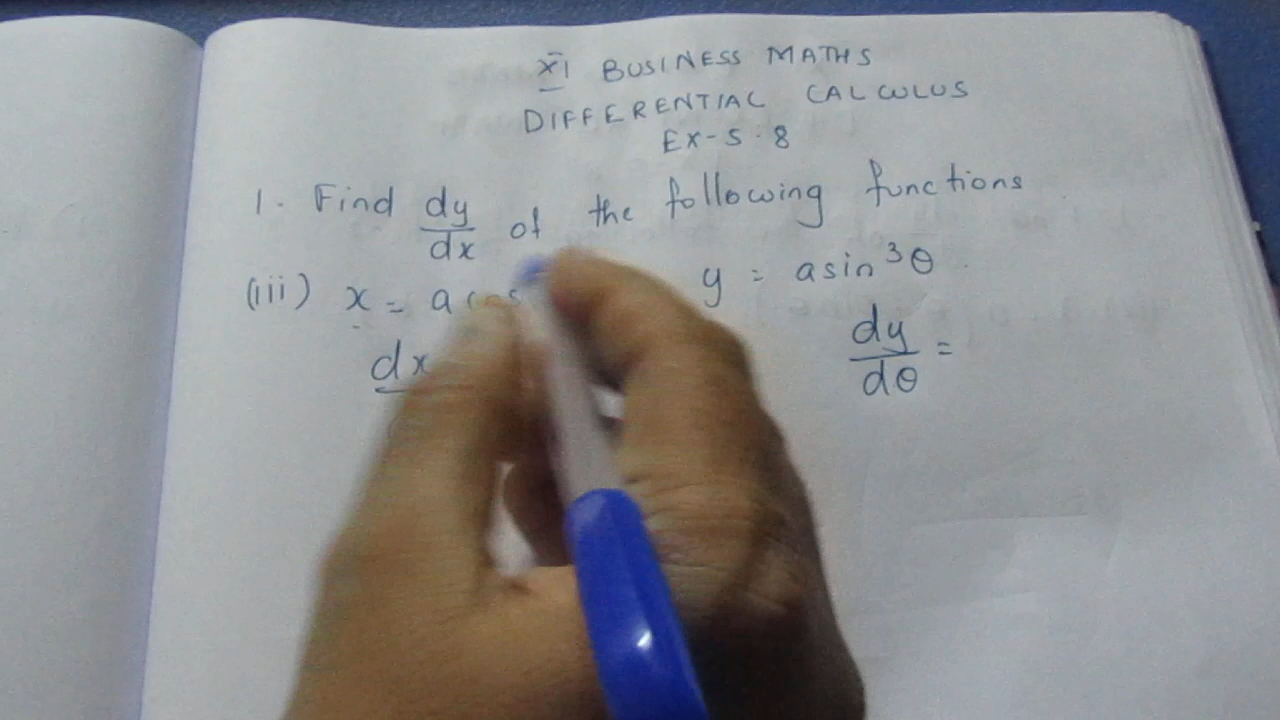 XI BUSINESS MATHS
DIFFERENTIAL CALCULUS
EX-5.8
1. Find dy/dx of the following functions
(iii) x = a cos y = asin³θ
dx dy/dθ =